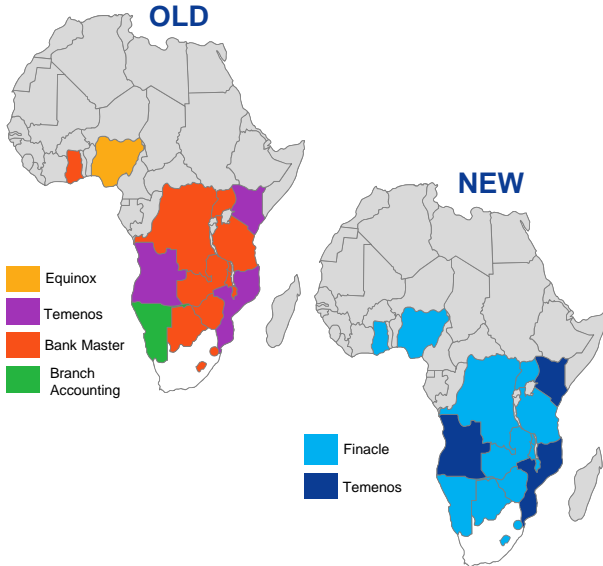 OLD
Equinox
Temenos
Bank Master
Branch
Accounting
NEW
Finacle
Temenos